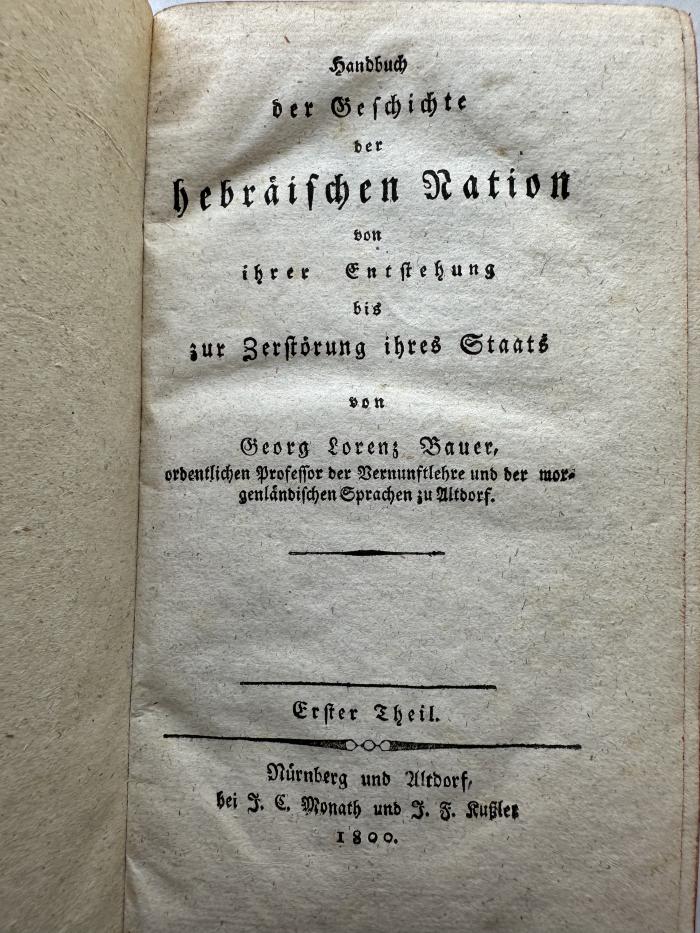 Handbuch
der Geſchichte
der
hebräiſchen Nation
von
ihrer Entſtehung
bis
zur Zerſtörung ihres Staats
von
Georg Lorenz Bauer,
ordentlichen Profeſſor der Vernunftlehre und der mor-
genländiſchen Sprachen zu Altdorf.
Erſter Theil.
Nürnberg und Altdorf,
bei J. C. Monath und J. F. Kußler
1800.